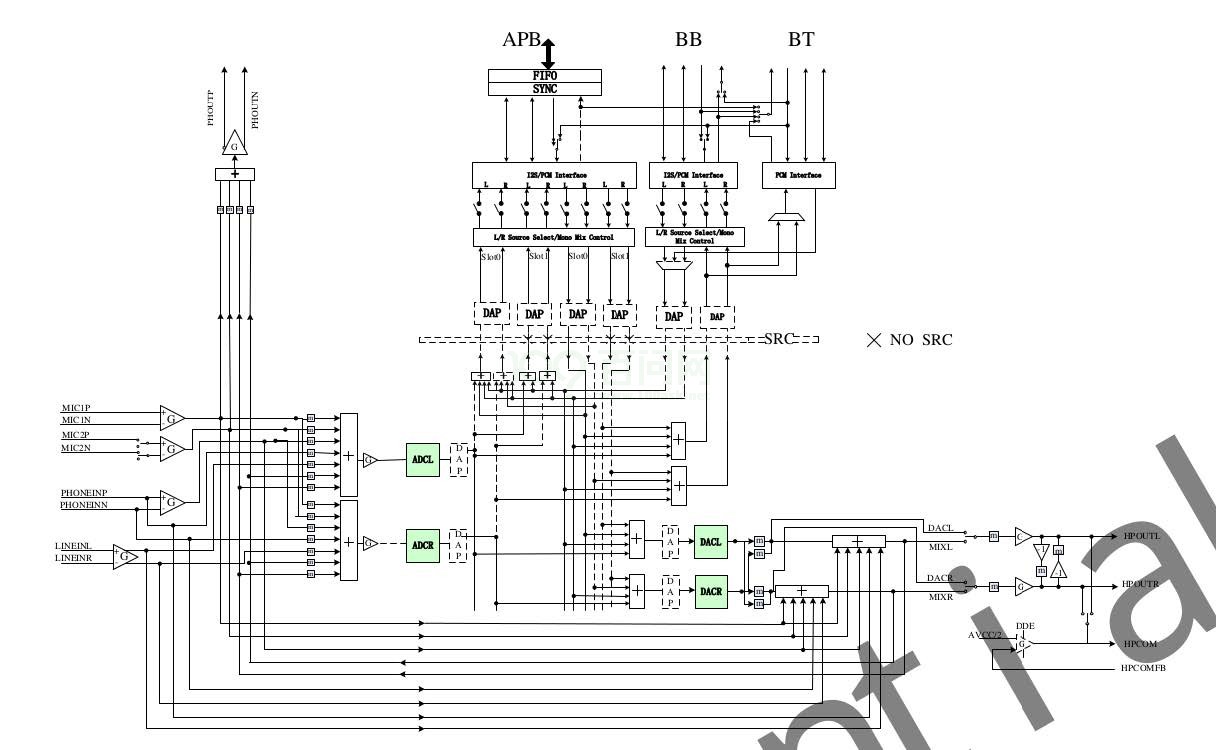 APB BB BT
FIFO
SYNC
PHOUTP
PHOUTN
G
+
m m m m
I2S/PCM Interface
L R L R L R L R
I2S/PCM Interface
L R L R
PCM Interface
L/R Source Select/Mono Mix Control
L/R Source Select/Mono
Mix Control
Slot0 Slot1 Slot0 Slot1
DAP DAP DAP DAP DAP DAP
SRC
NO SRC
+ + + +
MIC1P
MIC1N
MIC2P
MIC2N
PHONEINP
PHONEINN
LINEINL
LINEINR
G
G
G
G
m
m
m
m
m
m
m
m
m
m
m
m
m
m
+
+
G
G
ADCL
ADCR
D
A
P
D
A
P
+
+
+
+
D
A
P
D
A
P
DACL
DACR
m
m
m
m
+
+
DACL
MIXL
DACR
MIXR
m
m
G
G
-1
m
m
-1
HPOUTL
HPOUTR
AVCC/2
DDE
G
HPCOM
HPCOMFB
ntial